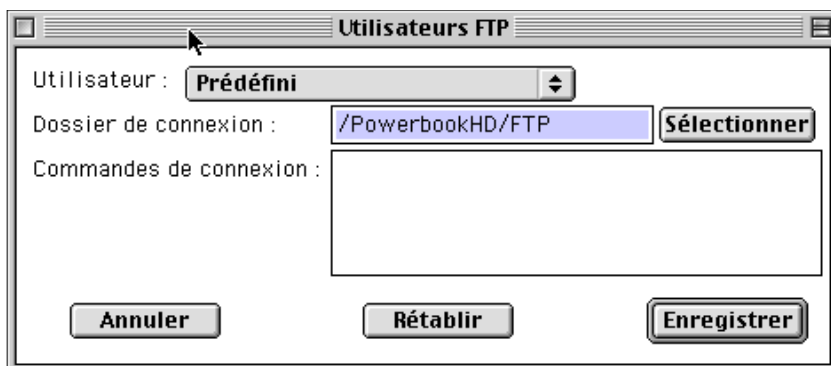 Utilisateurs FTP
Utilisateur : Prédéfini
Dossier de connexion : /PowerbookHD/FTP Sélectionner
Commandes de connexion :
Annuler Rétablir Enregistrer